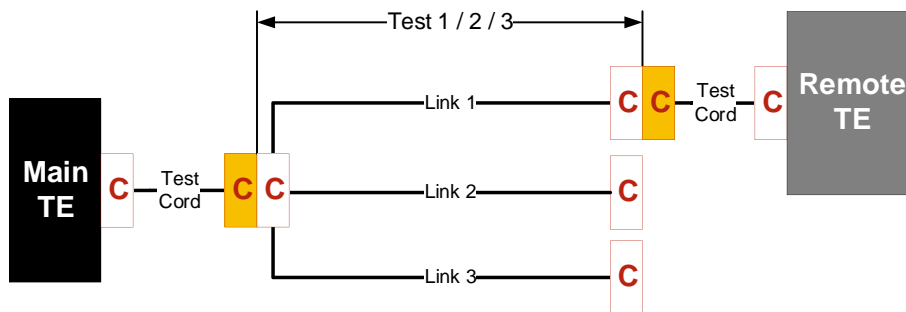 Test 1 / 2 / 3
Link 1
C
C
Test
Cord
C
Remote
TE
Main
TE
C
Test
Cord
C
C
Link 2
C
Link 3
C